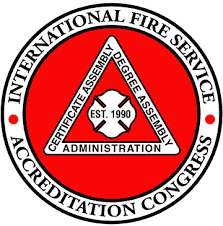 INTERNATIONAL FIRE SERVICE
ACCREDITATION CONGRESS
CERTIFICATE ASSEMBLY
DEGREE ASSEMBLY
EST. 1990
ADMINISTRATION